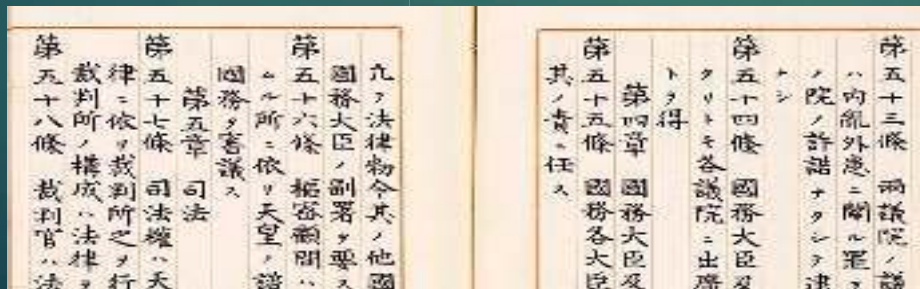 第五十三條 兩議院ノ議
ハ内亂外患ニ關ル罪ヲ
ノ院ノ許諾ナクシテ逮
ナシ
第五十四條 國務大臣及
タリトモ各議院ニ出席
トヲ得
第四章 國務大臣及
第五十五條 國務各大臣
其ノ責ニ任ス
凡テ法律勅令其ノ他國
國務大臣ノ副署ヲ要ス
第五十六條 樞密顧問ハ
ムル所ニ依リ天皇ノ諮
國務ヲ審議ス
第五章 司法
第五十七條 司法權ハ天
律ニ依リ裁判所之ヲ行
裁判所ノ構成ハ法律ヲ
第五十八條 裁判官ハ法